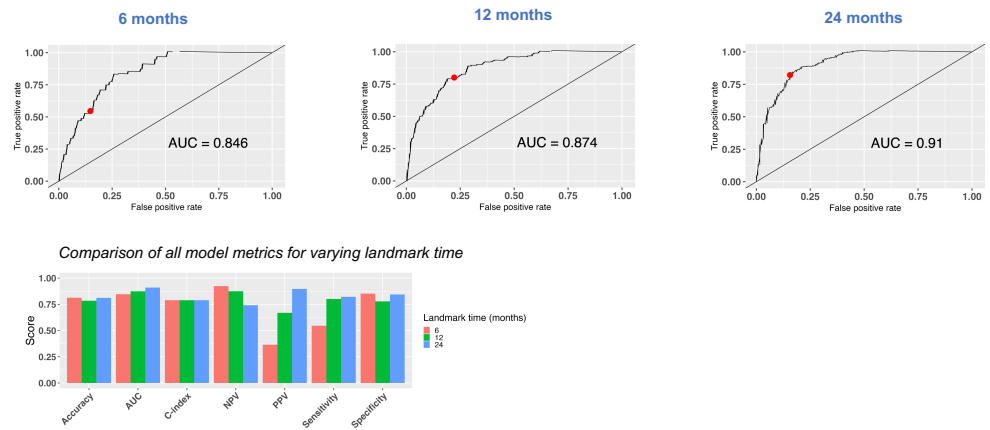 6 months
12 months
24 months
1.00
0.75
0.50
0.25
0.00
True positive rate
AUC = 0.846
0.00 0.25 0.50 0.75 1.00
False positive rate
1.00
0.75
0.50
0.25
0.00
True positive rate
AUC = 0.874
0.00 0.25 0.50 0.75 1.00
False positive rate
1.00
0.75
0.50
0.25
0.00
True positive rate
AUC = 0.91
0.00 0.25 0.50 0.75 1.00
False positive rate
Comparison of all model metrics for varying landmark time
1.00
0.75
0.50
0.25
0.00
Score
Accuracy
AUC
C-index
NPV
PPV
Sensitivity
Specificity
Landmark time (months)
6
12
24